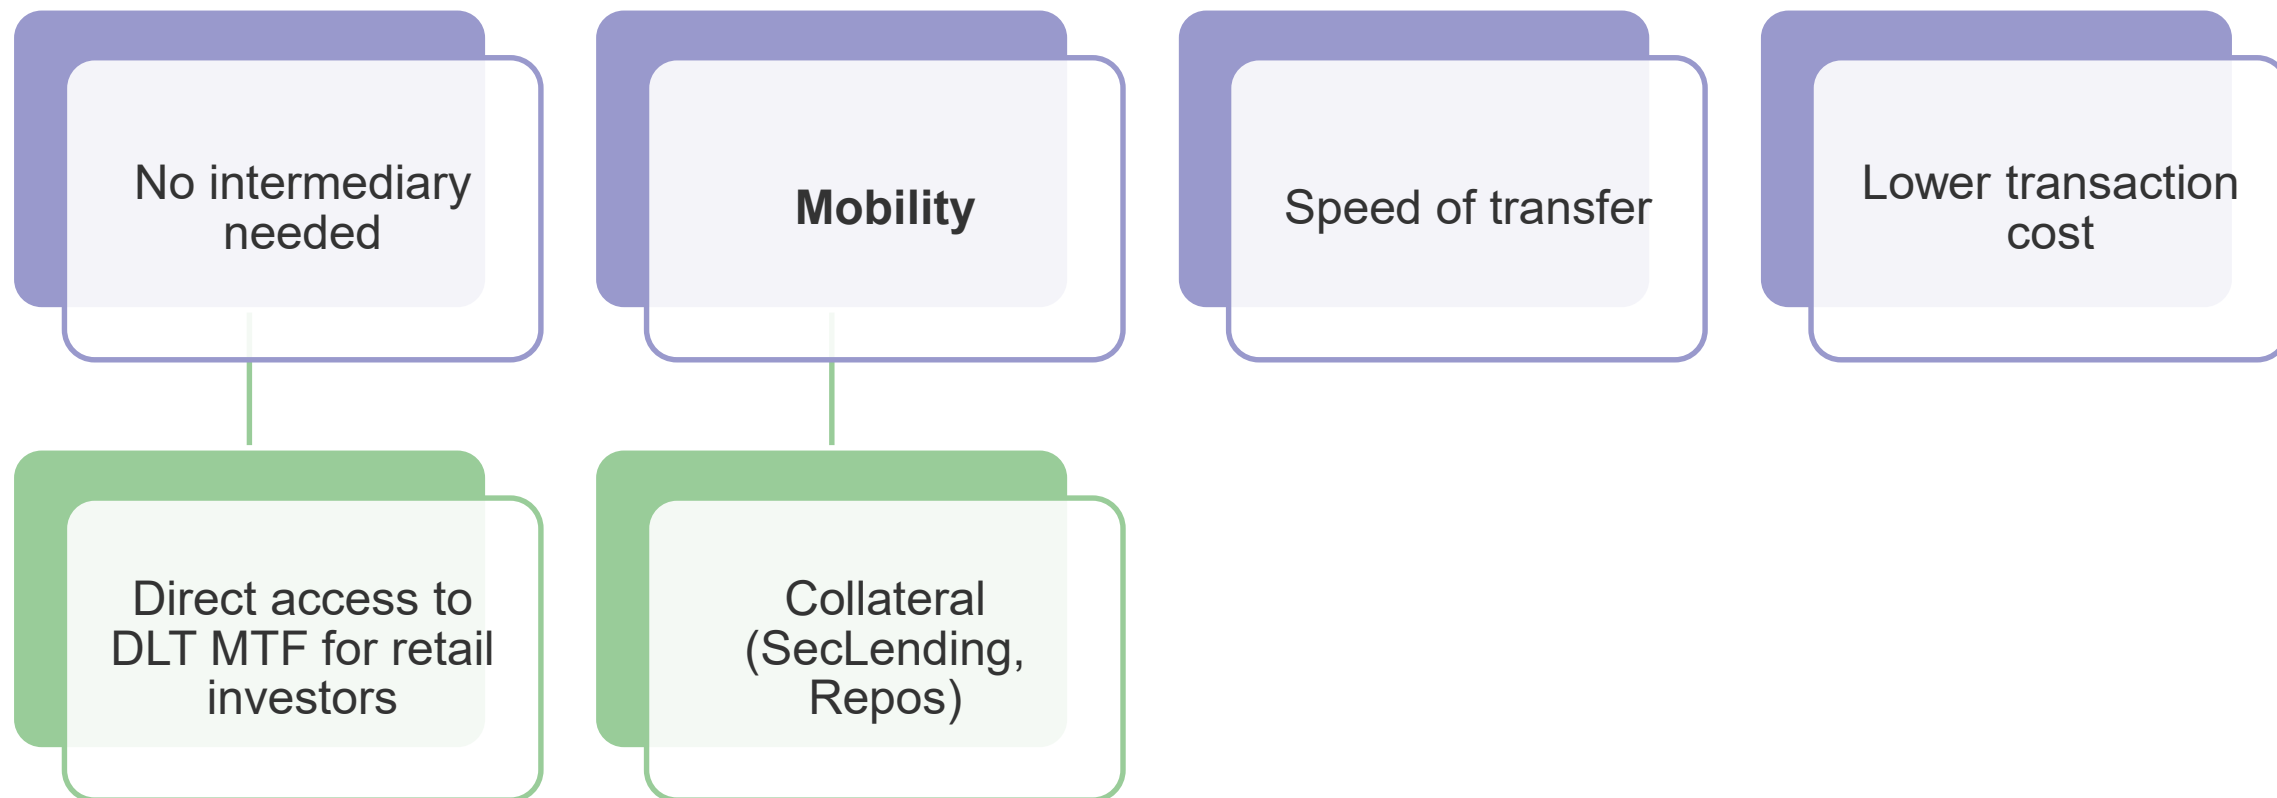 No intermediary
needed
Mobility
Speed of transfer
Lower transaction
cost
Direct access to
DLT MTF for retail
investors
Collateral
(SecLending,
Repos)